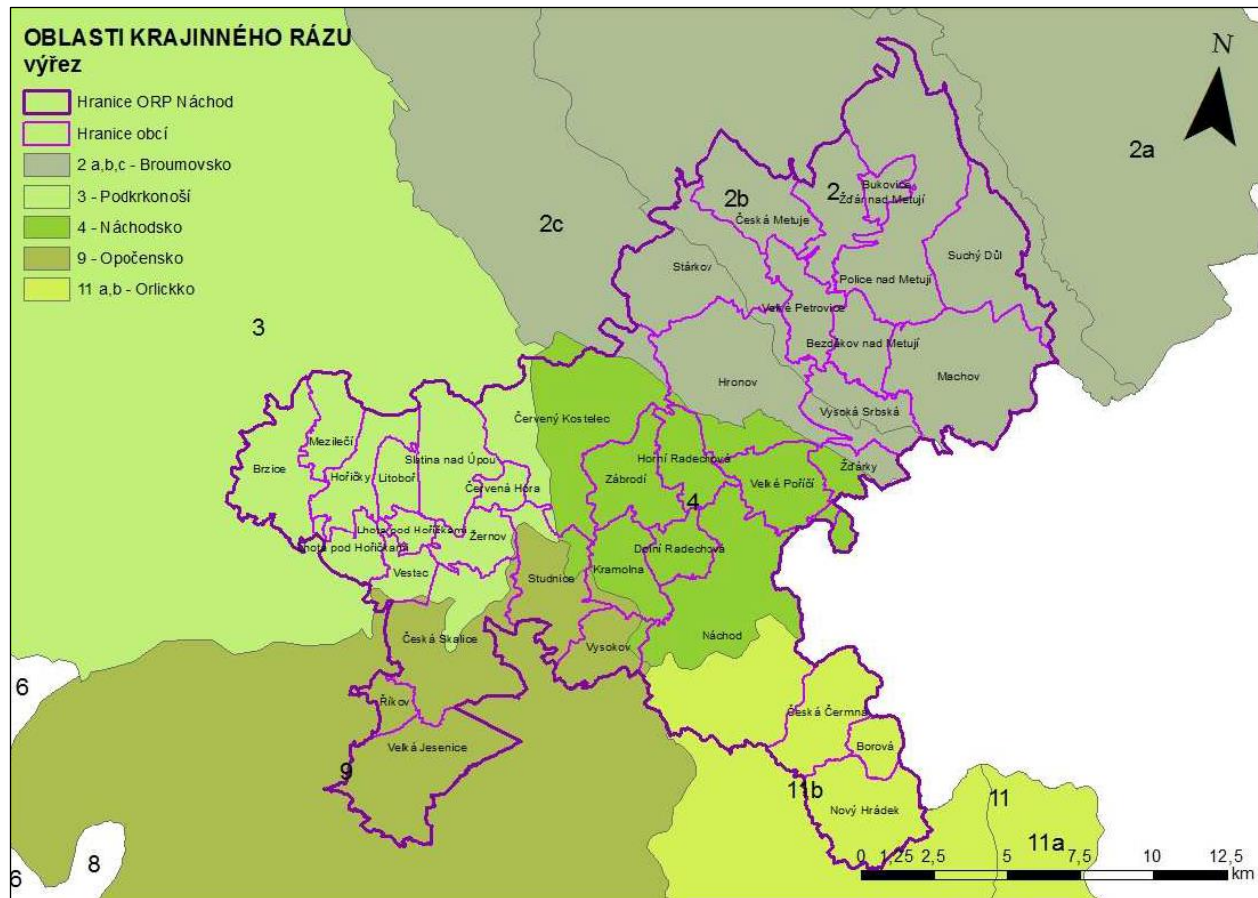 OBLASTI KRAJINNÉHO RÁZU
výřez
Hranice ORP Náchod
Hranice obcí
2 a,b,c - Broumovsko
3 - Podkrkonoší
4 - Náchodsko
9 - Opočensko
11 a,b - Orlickko
N
2a
2b
2
Bukovice
Žďár nad Metují
Česká Metuje
2c
Suchý Důl
Stárkov
Police nad Metují
Velké Petrovice
3
Bezděkov nad Metují
Hronov
Machov
Červený Kostelec
Vysoká Srbská
Mezilečí
Slatina nad Úpou
Horní Radechová
Žďárky
Brzice
Hořičky
Litoboř
Zábrodí
Velké Poříčí
Červená Hora
4
Lhota pod Hořičkami
Žernov
Lhota pod Hořičkami
Dolní Radechová
Vestec
Studnice
Kramolna
Česká Skalice
Vysokov
Náchod
6
Říkov
Česká Čermná
Velká Jesenice
Borová
9
11b
Nový Hrádek
11
11a
8
6
0 1,25 2,5 5 7,5 10 12,5
km